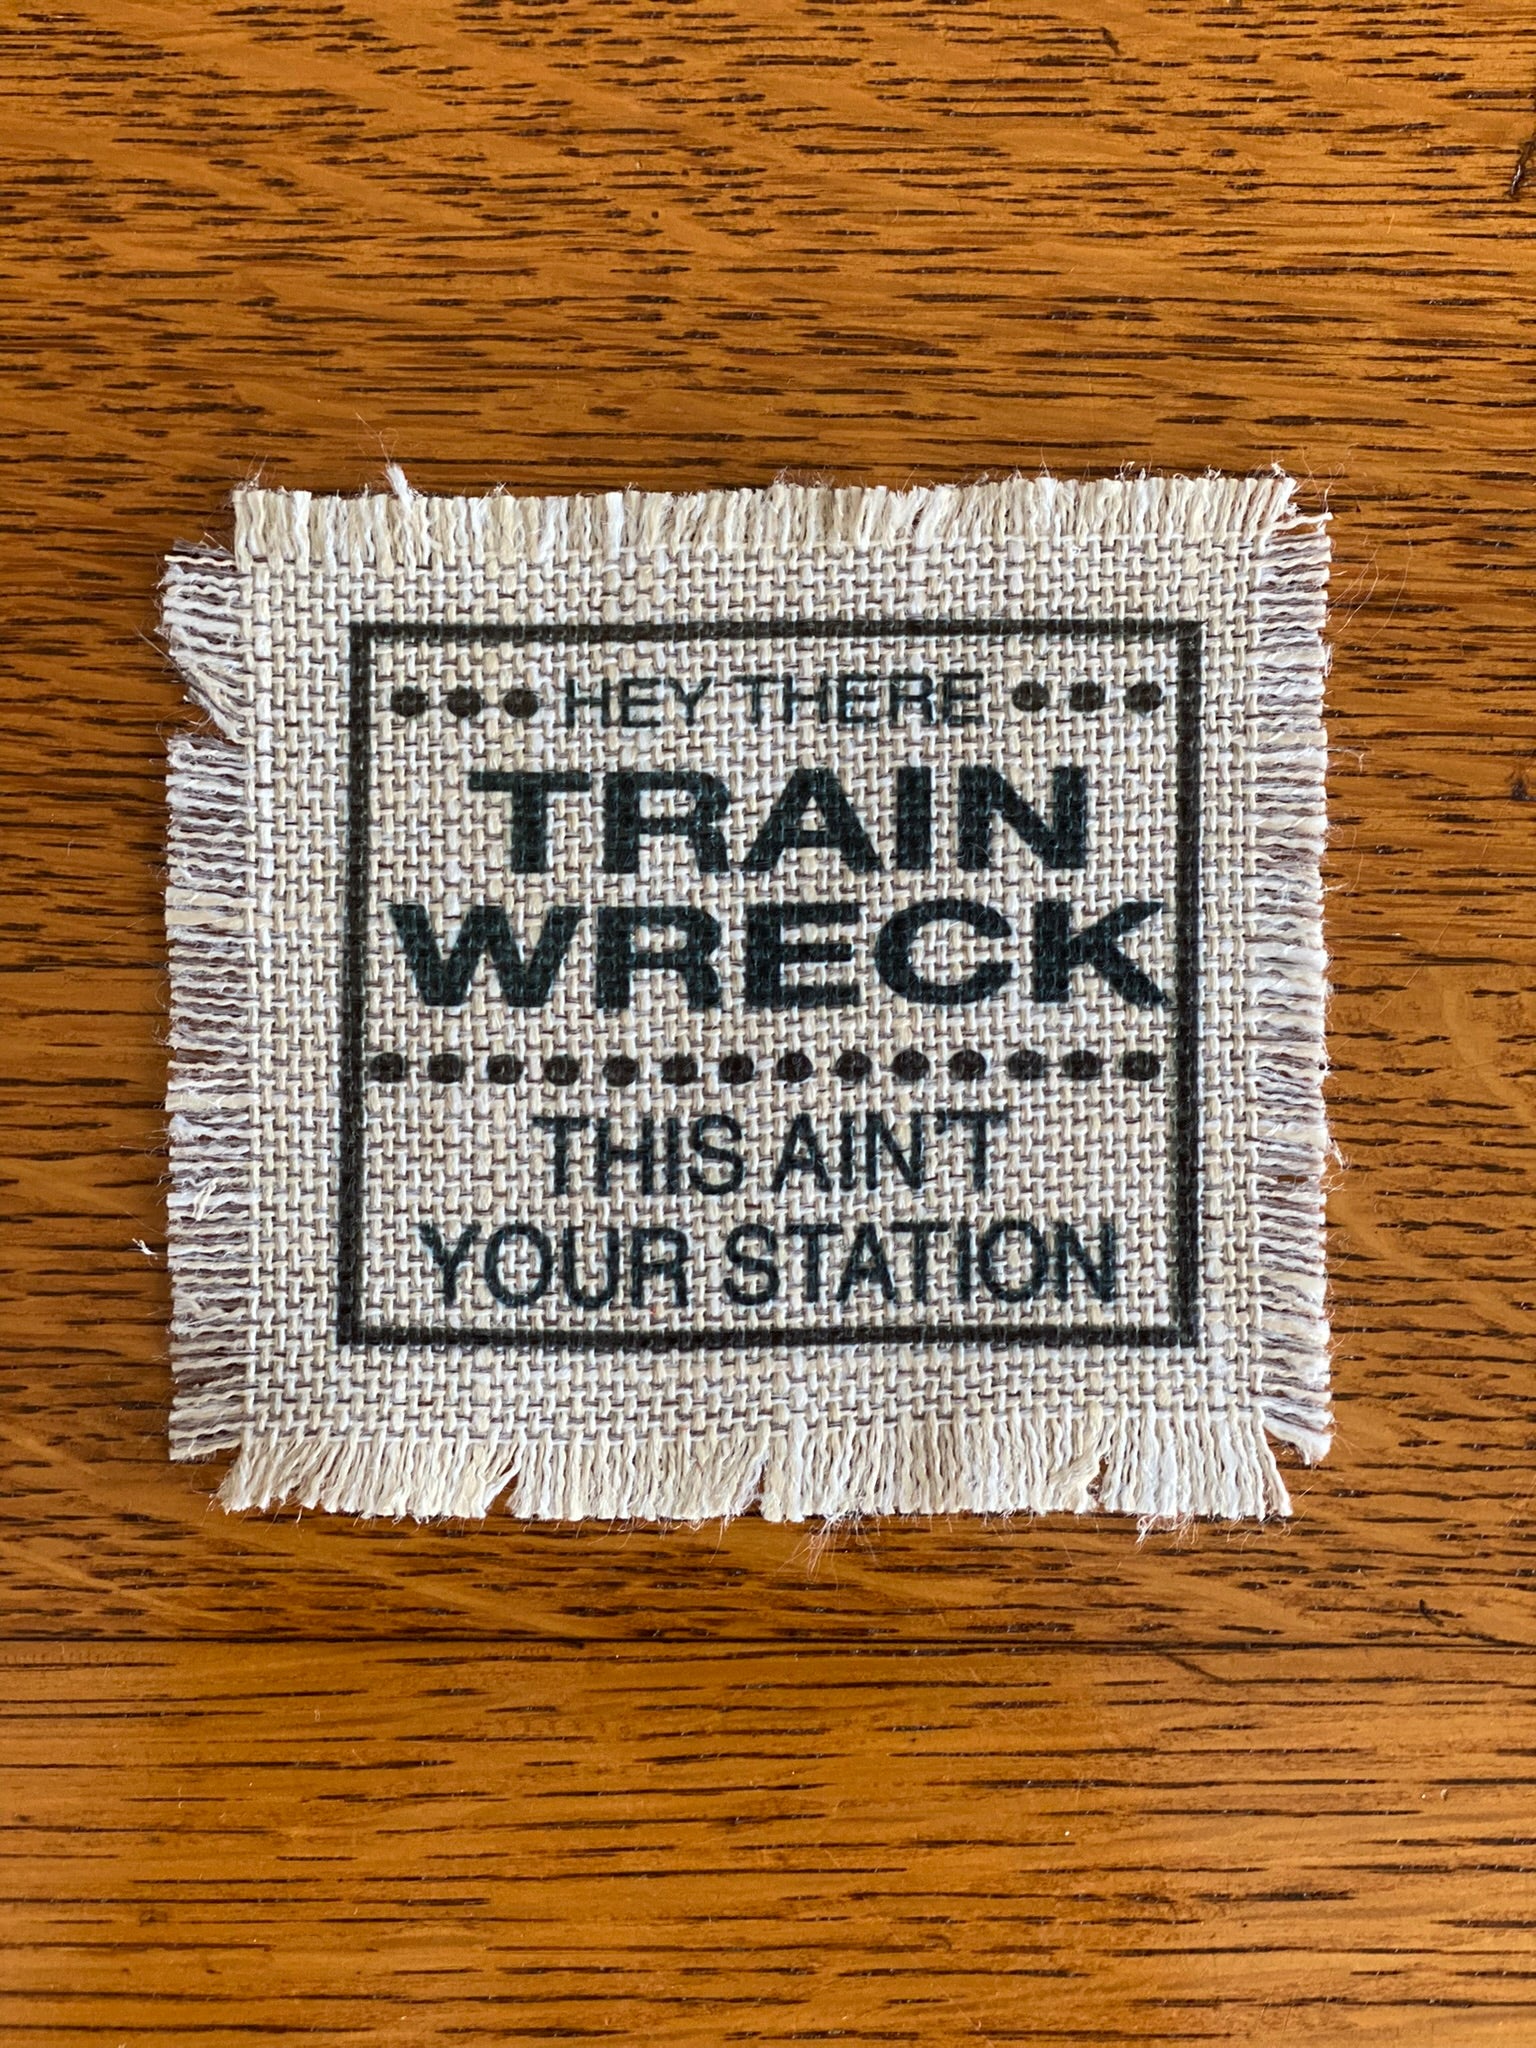 HEY THERE
TRAIN
WRECK
THIS AIN'T
YOUR STATION